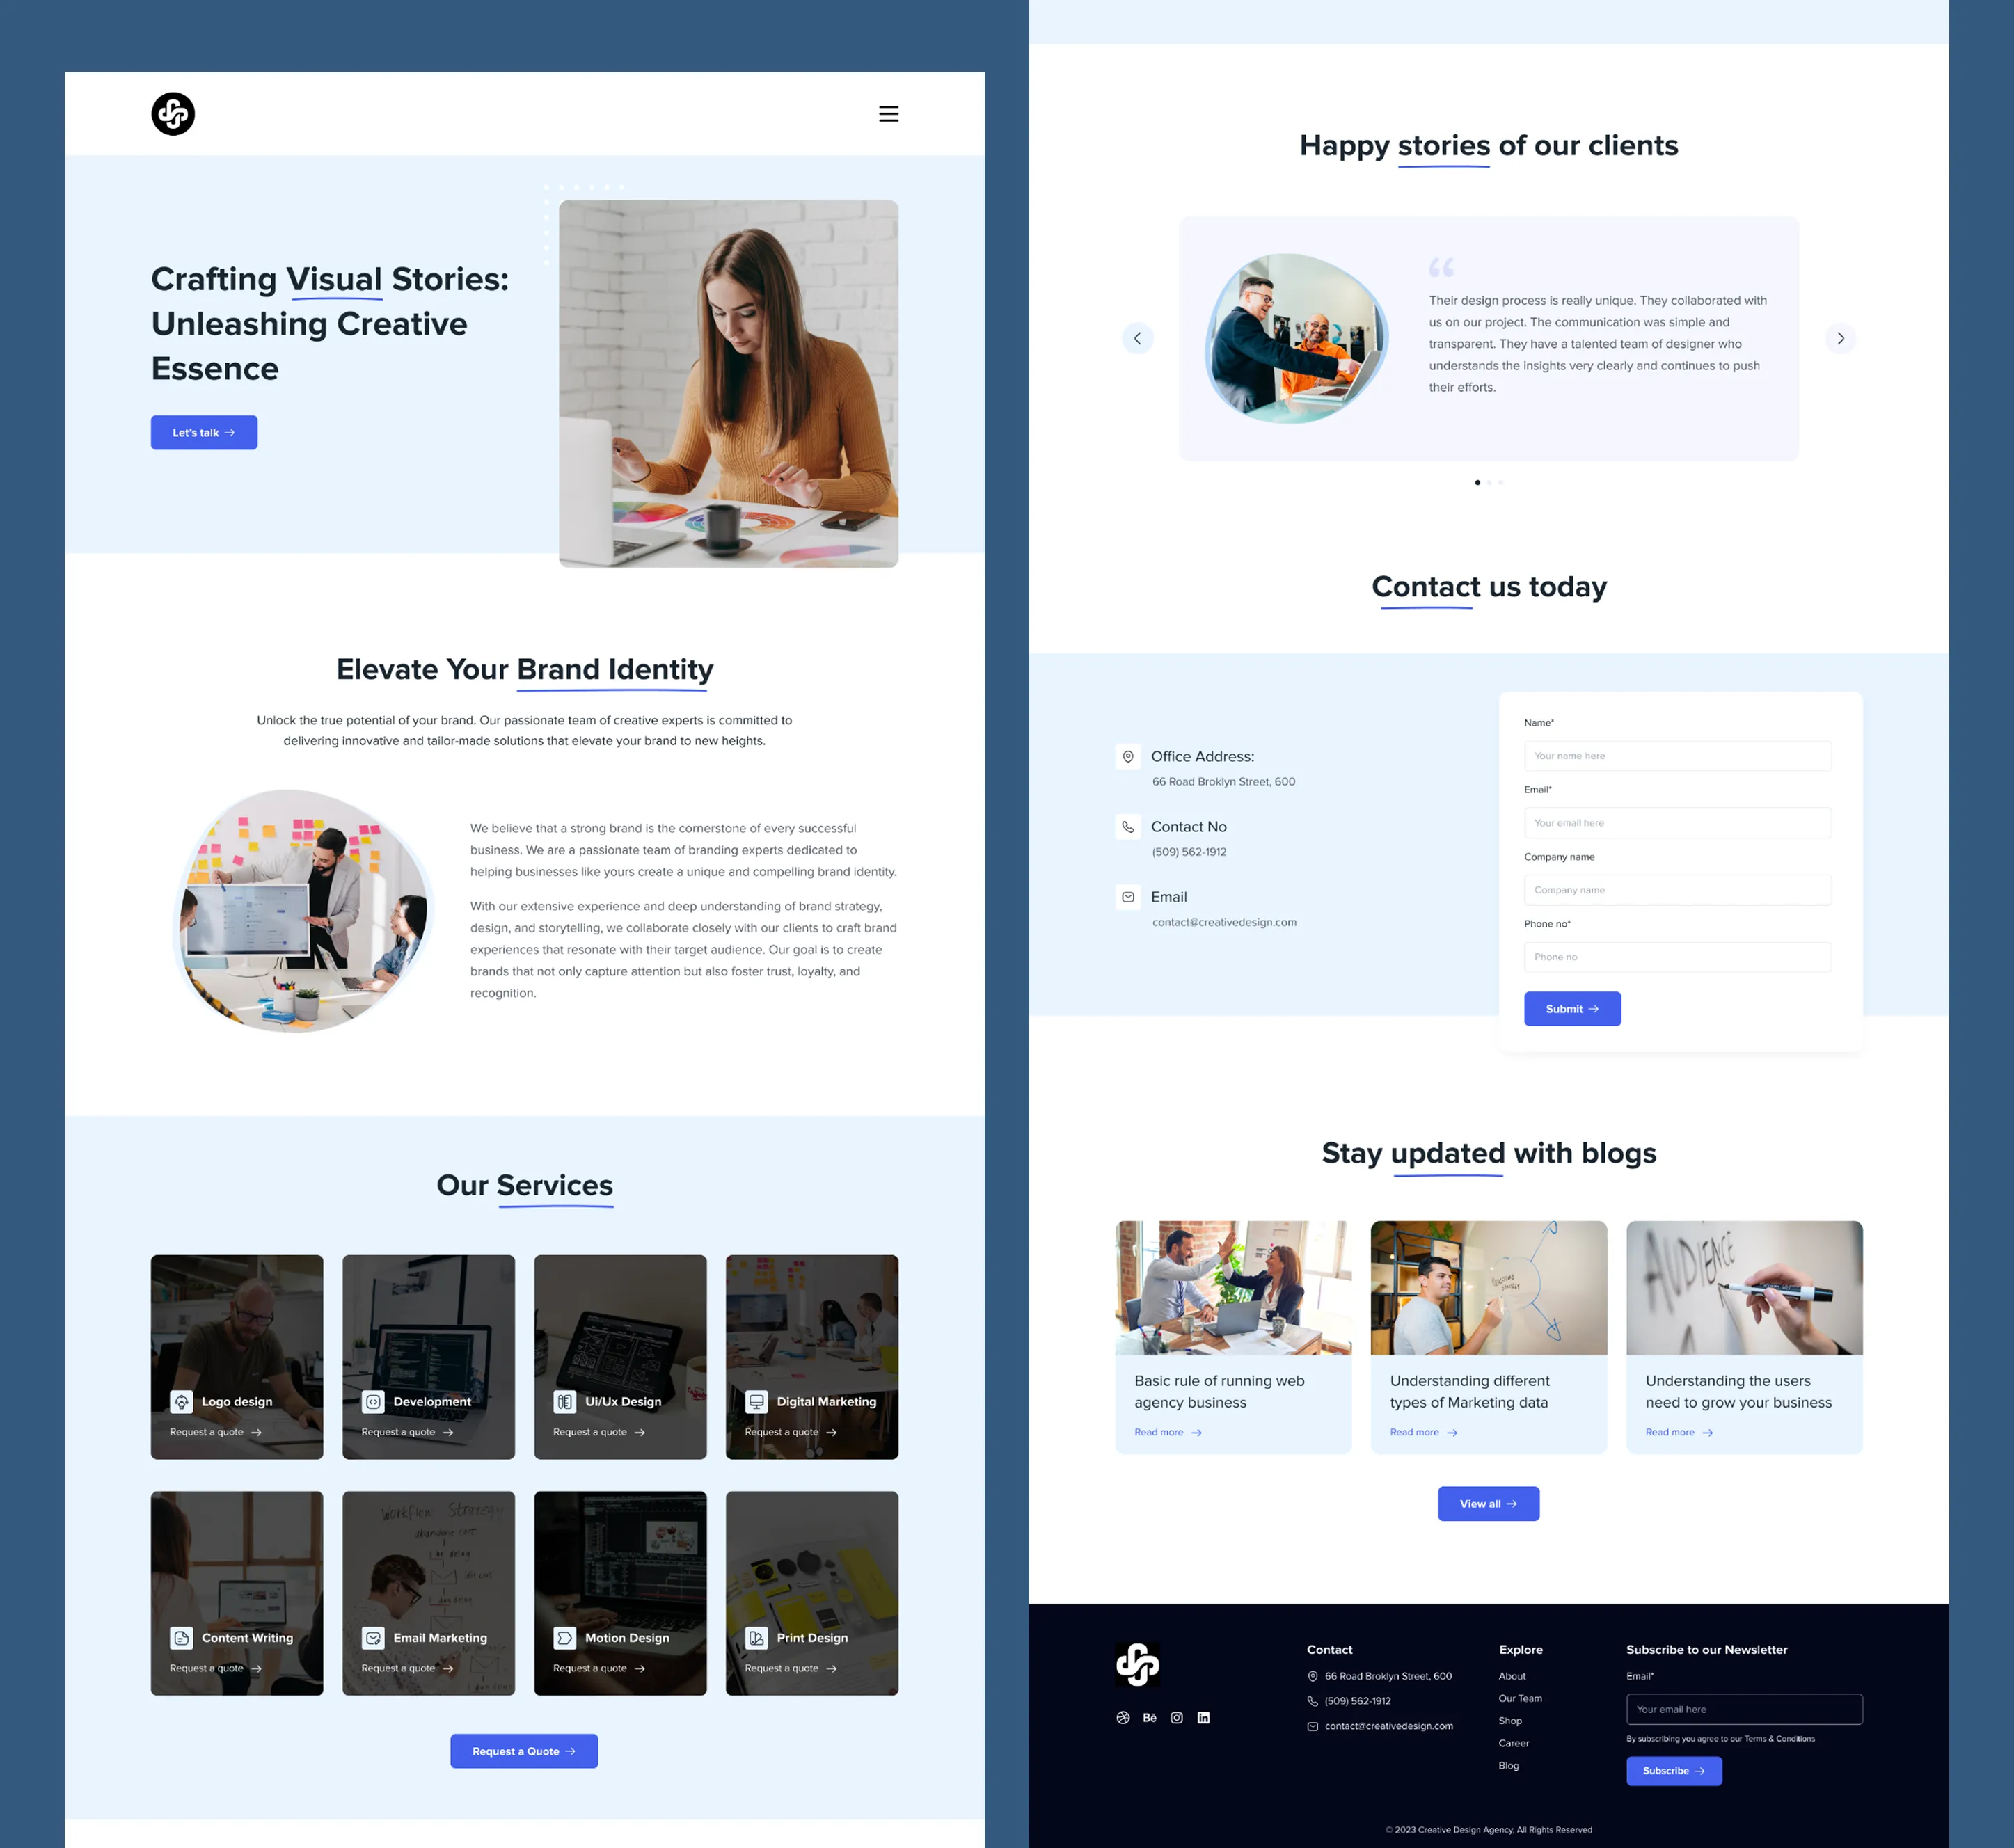 Crafting Visual Stories:
Unleashing Creative
Essence
Let's talk
Elevate Your Brand Identity
Unlock the true potential of your brand. Our passionate team of creative experts is committed to
delivering innovative and tailor-made solutions that elevate your brand to new heights.
We believe that a strong brand is the cornerstone of every successful
business. We are a passionate team of branding experts dedicated to
helping businesses like yours create a unique and compelling brand identity.
With our extensive experience and deep understanding of brand strategy,
design, and storytelling, we collaborate closely with our clients to craft brand
experiences that resonate with their target audience. Our goal is to create
brands that not only capture attention but also foster trust, loyalty, and
recognition.
Our Services
Logo design
Request a quote
Development
Request a quote
Ui/Ux Design
Request a quote
Digital Marketing
Request a quote
Content Writing
Request a quote
Workflow Strategy
Email Marketing
Request a quote
Motion Design
Request a quote
Print Design
Request a quote
Request a Quote
Happy stories of our clients
Their design process is really unique. They collaborated with
us on our project. The communication was simple and
transparent. They have a talented team of designer who
understands the insights very clearly and continues to push
their efforts.
Contact us today
Office Address:
66 Road Broklyn Street, 600
Contact No
(509) 562-1912
Email
contact@creativedesign.com
Name*
Your name here
Email*
Your email here
Company name
Company name
Phone no*
Phone no
Submit
Stay updated with blogs
Basic rule of running web
agency business
Read more
Understanding different
types of Marketing data
Read more
AUDIENCE
Understanding the users
need to grow your business
Read more
View all
Bē
in
Contact
66 Road Broklyn Street, 600
(509) 562-1912
contact@creativedesign.com
Explore
About
Our Team
Shop
Career
Blog
Subscribe to our Newsletter
Email*
Your email here
By subscribing you agree to our Terms & Conditions
Subscribe
© 2023 Creative Design Agency, All Rights Reserved